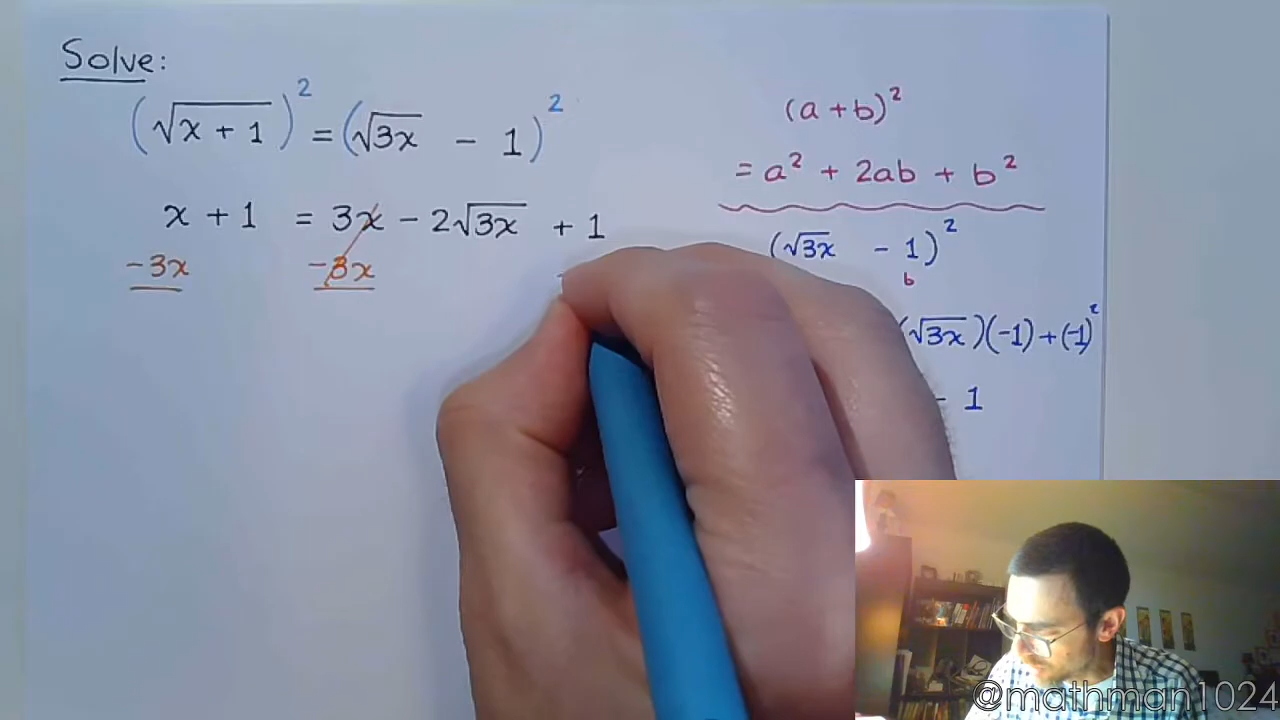 Solve:
(√x + 1)² = (√3x - 1)²
x + 1 = 3x - 2√3x + 1
-3x -3x
(a + b)²
= a² + 2ab + b²
(√3x - 1)²
b
(√3x)(-1) + (-1)²
1
@mathman1024